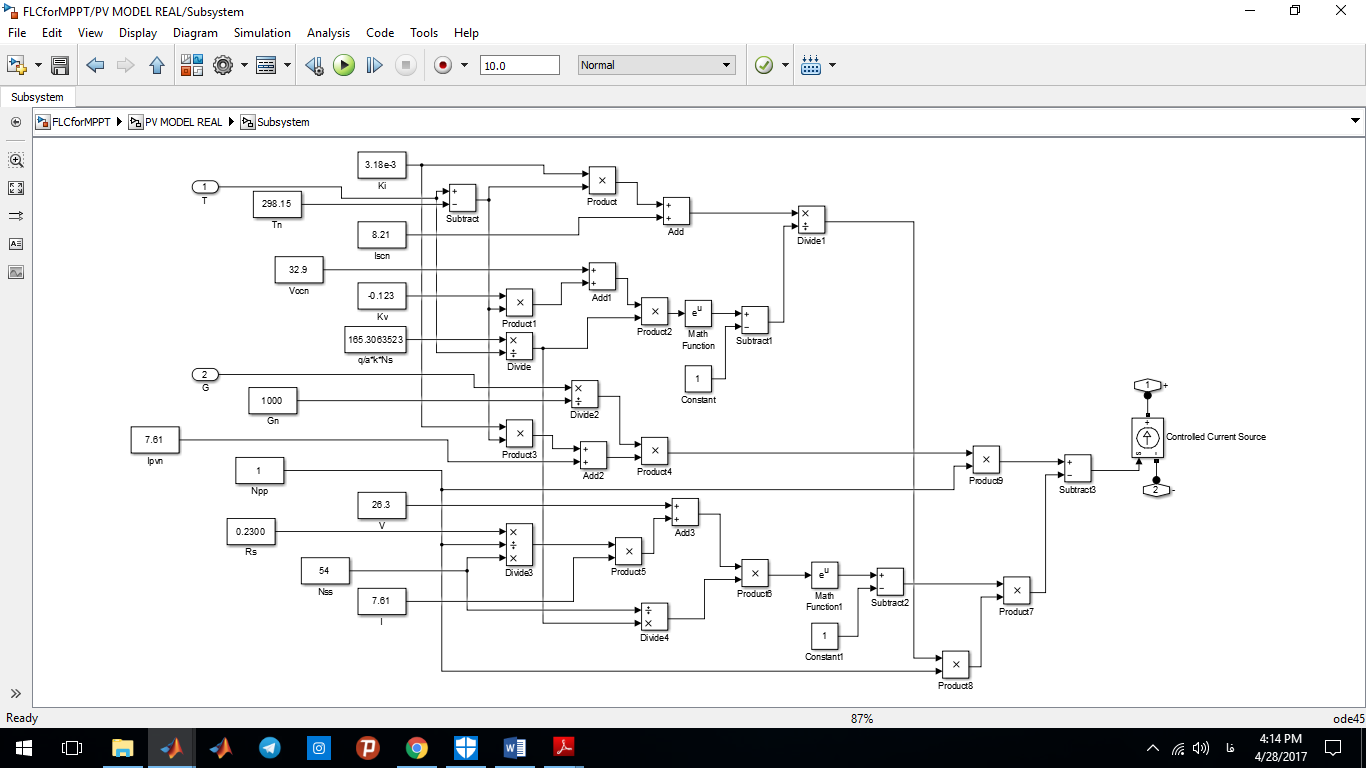 FLCforMPPT/PV MODEL REAL/Subsystem
File Edit View Display Diagram Simulation Analysis Code Tools Help
10.0 Normal
Subsystem
FLCforMPPT PV MODEL REAL Subsystem
3.18e-3
Ki
1
T
298.15
Tn
+
−
Subtract
×
Product
8.21
Iscn
+
+
Add
×
÷
Divide1
32.9
Vocn
+
+
Add1
-0.123
Kv
×
Product1
×
Product2
eu
Math
Function
+
−
Subtract1
165.3063523
q/a*k*Ns
×
÷
Divide
1
Constant
2
G
1000
Gn
×
÷
Divide2
7.61
Ipvn
×
Product3
+
+
Add2
×
Product4
1
Npp
×
Product9
+
−
Subtract3
1
+
+
s
−
Controlled Current Source
2
-
26.3
V
+
+
Add3
0.2300
Rs
×
÷
×
Divide3
×
Product5
54
Nss
7.61
I
÷
×
Divide4
×
Product6
eu
Math
Function1
+
−
Subtract2
1
Constant1
×
Product7
×
Product8
Ready 87% ode45
4:14 PM
فا
4/28/2017